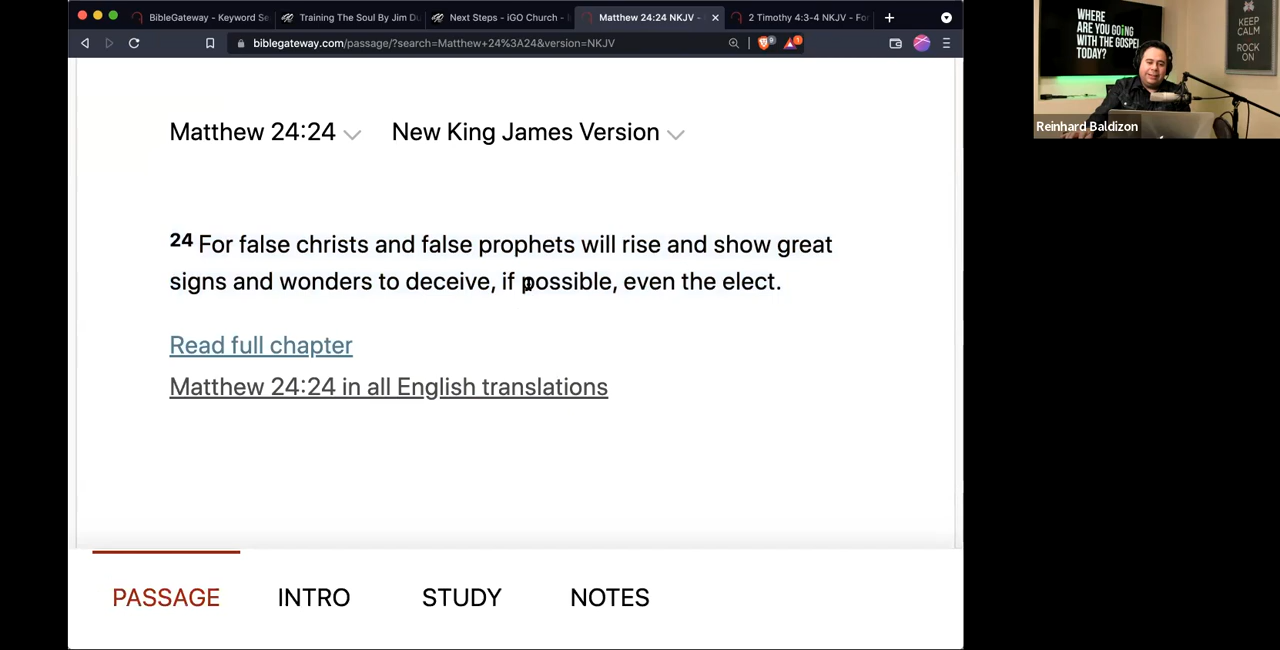 BibleGateway - Keyword Se
Training The Soul By Jim Du
Next Steps - iGO Church -
Matthew 24:24 NKJV -
2 Timothy 4:3-4 NKJV - For
biblegateway.com/passage/?search=Matthew+24%3A24&version=NKJV
9
1
Matthew 24:24
New King James Version
24 For false christs and false prophets will rise and show great
signs and wonders to deceive, if possible, even the elect.
Read full chapter
Matthew 24:24 in all English translations
PASSAGE
INTRO
STUDY
NOTES
WHERE
ARE YOU GOING
WITH THE GOSPEL
TODAY?
KEEP
CALM
ROCK
ON
Reinhard Baldizon